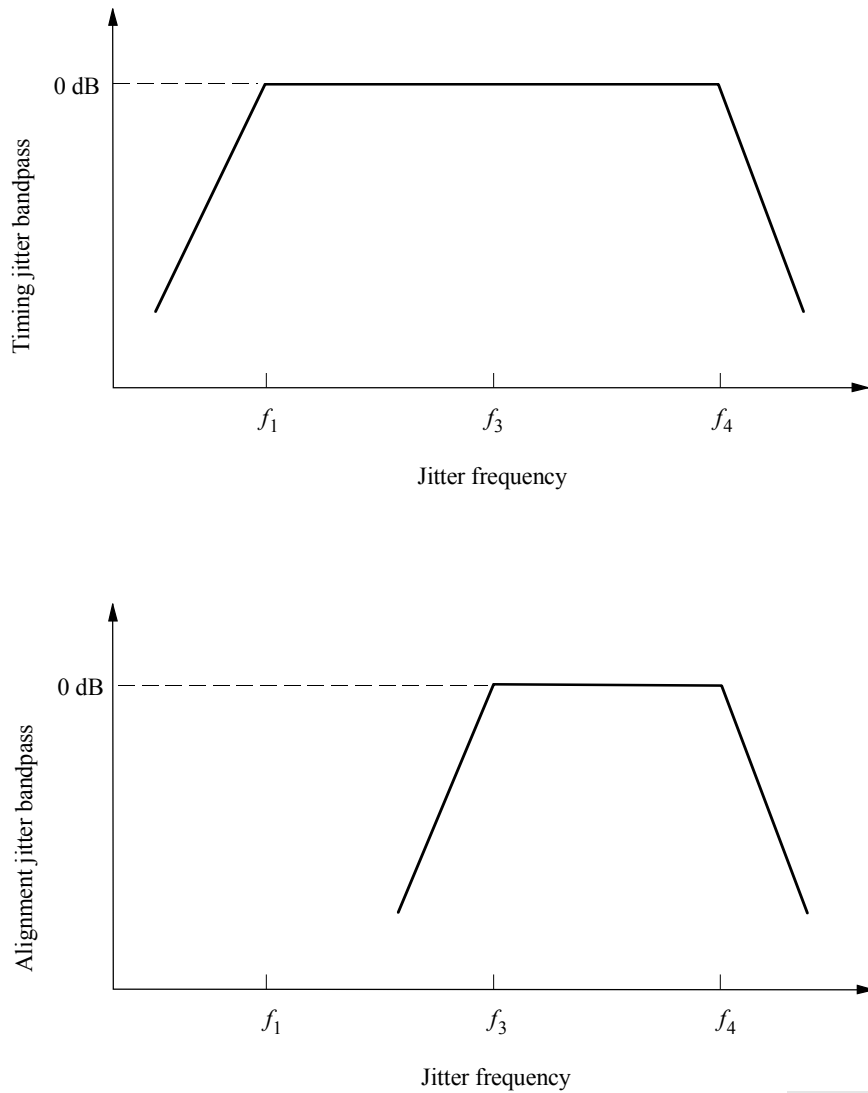 0 dB
Timing jitter bandpass
f1
f3
f4
Jitter frequency
0 dB
Alignment jitter bandpass
f1
f3
f4
Jitter frequency